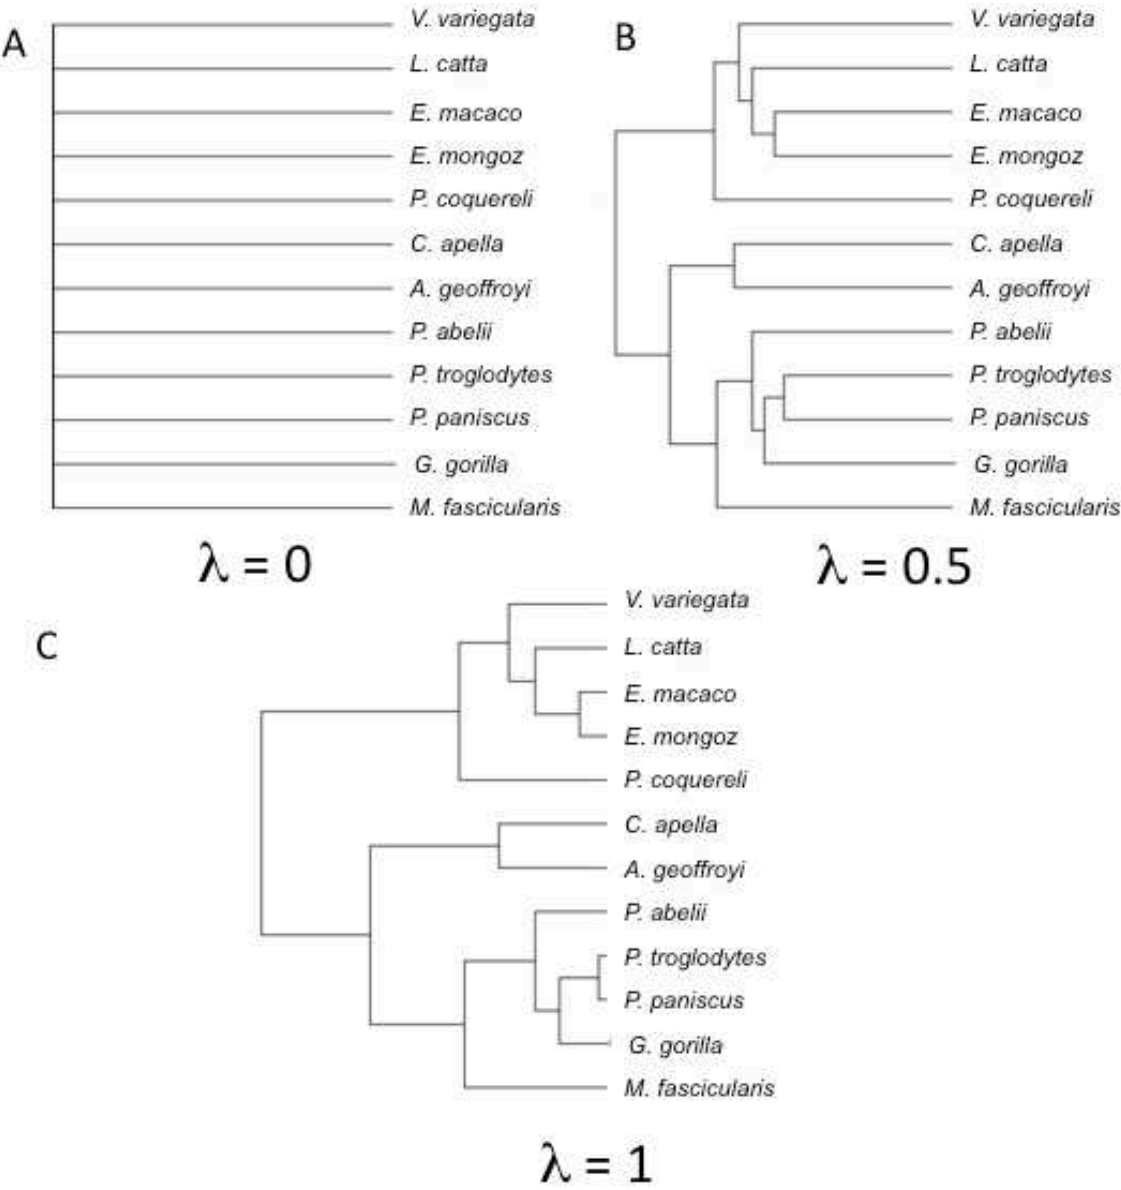 A
V. variegata
L. catta
E. macaco
E. mongoz
P. coquereli
C. apella
A. geoffroyi
P. abelii
P. troglodytes
P. paniscus
G. gorilla
M. fascicularis
λ = 0
B
V. variegata
L. catta
E. macaco
E. mongoz
P. coquereli
C. apella
A. geoffroyi
P. abelii
P. troglodytes
P. paniscus
G. gorilla
M. fascicularis
λ = 0.5
C
V. variegata
L. catta
E. macaco
E. mongoz
P. coquereli
C. apella
A. geoffroyi
P. abelii
P. troglodytes
P. paniscus
G. gorilla
M. fascicularis
λ = 1